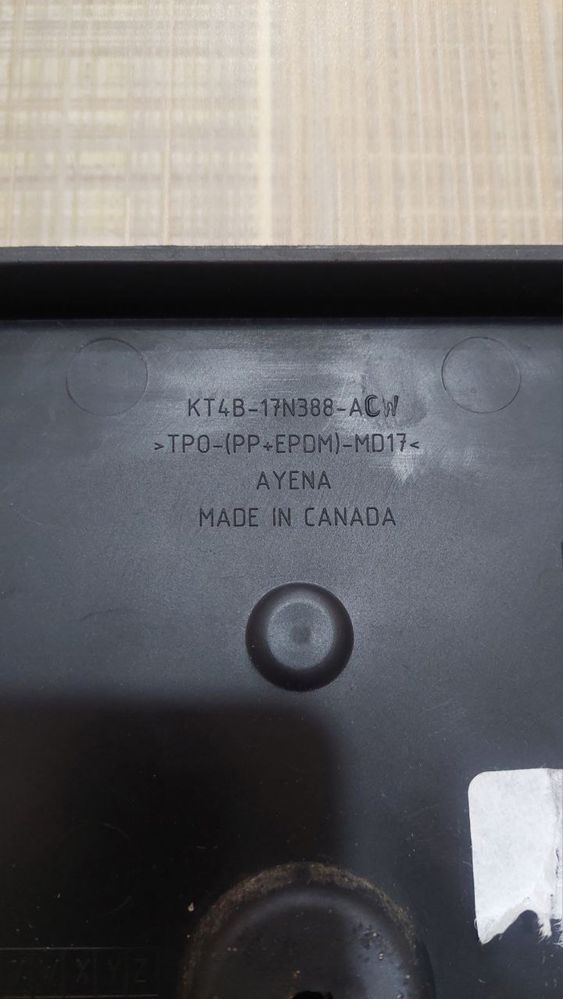 KT4B-17N388-ACW
>TPO-(PP+EPDM)-MD17<
AYENA
MADE IN CANADA
X Y Z